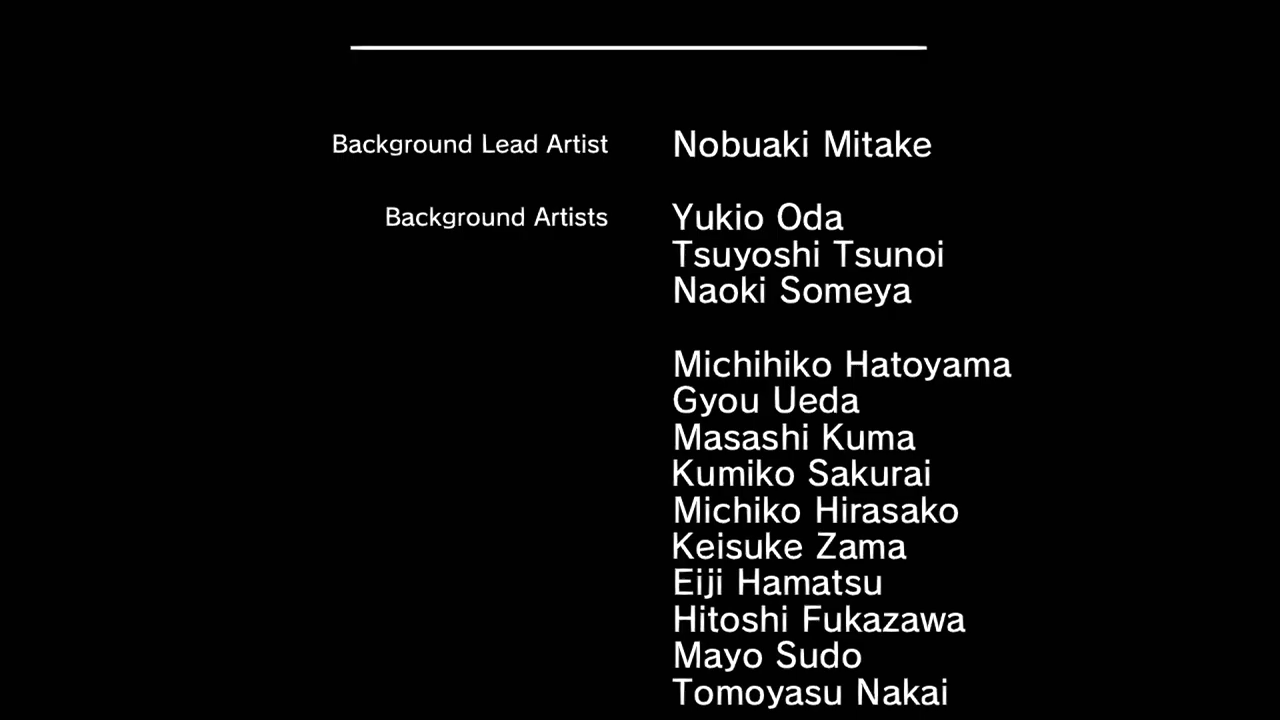 Background Lead Artist Nobuaki Mitake
Background Artists Yukio Oda
Tsuyoshi Tsunoi
Naoki Someya
Michihiko Hatoyama
Gyou Ueda
Masashi Kuma
Kumiko Sakurai
Michiko Hirasako
Keisuke Zama
Eiji Hamatsu
Hitoshi Fukazawa
Mayo Sudo
Tomoyasu Nakai